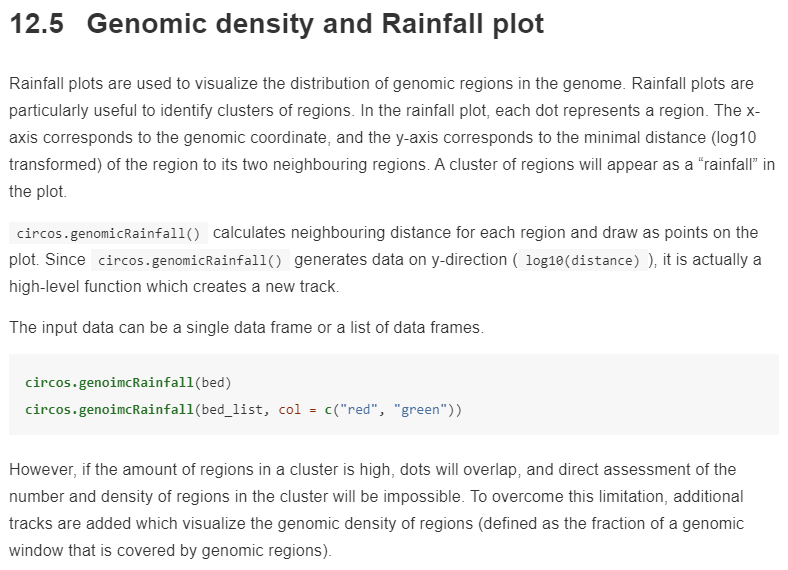 12.5 Genomic density and Rainfall plot
Rainfall plots are used to visualize the distribution of genomic regions in the genome. Rainfall plots are
particularly useful to identify clusters of regions. In the rainfall plot, each dot represents a region. The x-
axis corresponds to the genomic coordinate, and the y-axis corresponds to the minimal distance (log10
transformed) of the region to its two neighbouring regions. A cluster of regions will appear as a “rainfall” in
the plot.
circos.genomicRainfall() calculates neighbouring distance for each region and draw as points on the
plot. Since circos.genomicRainfall() generates data on y-direction ( log10(distance) ), it is actually a
high-level function which creates a new track.
The input data can be a single data frame or a list of data frames.
circos.genoimcRainfall(bed)
circos.genoimcRainfall(bed_list, col = c("red", "green"))
However, if the amount of regions in a cluster is high, dots will overlap, and direct assessment of the
number and density of regions in the cluster will be impossible. To overcome this limitation, additional
tracks are added which visualize the genomic density of regions (defined as the fraction of a genomic
window that is covered by genomic regions).